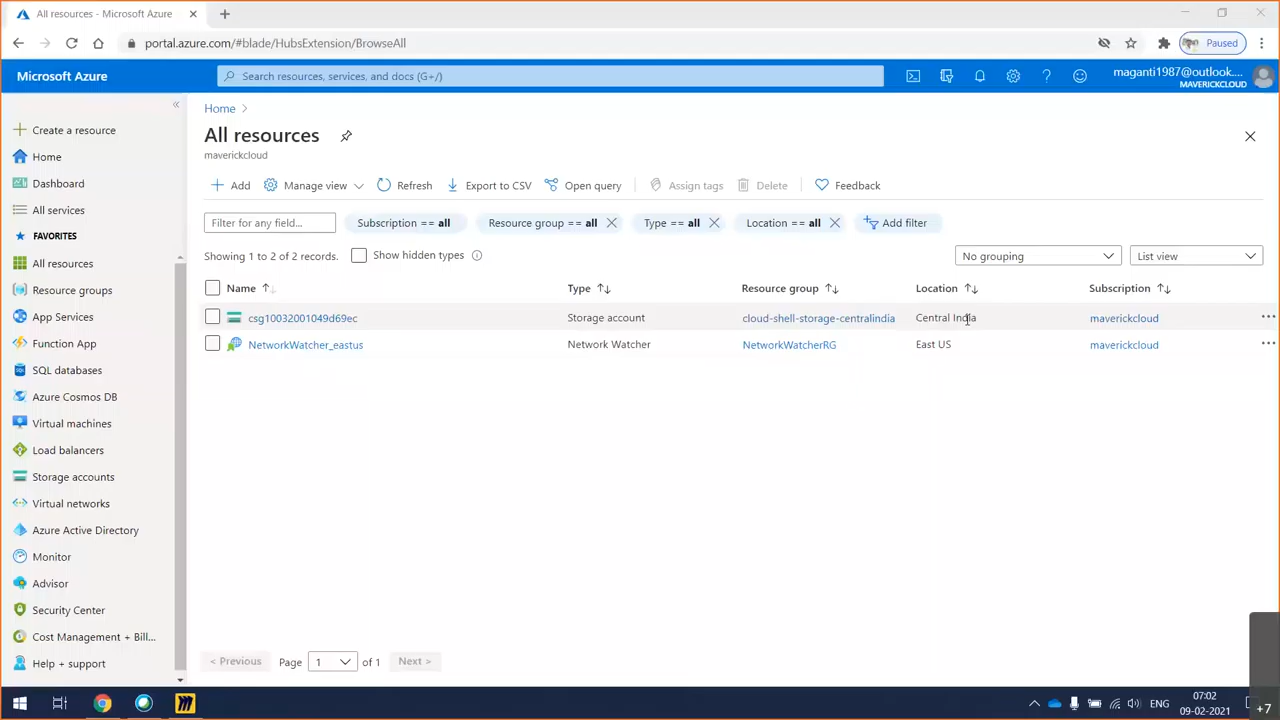 All resources - Microsoft Azure
portal.azure.com/#blade/HubsExtension/BrowseAll
Paused
Microsoft Azure
Search resources, services, and docs (G+/)
maganti1987@outlook....
MAVERICKCLOUD
Create a resource
Home
Dashboard
All services
FAVORITES
All resources
Resource groups
App Services
Function App
SQL databases
Azure Cosmos DB
Virtual machines
Load balancers
Storage accounts
Virtual networks
Azure Active Directory
Monitor
Advisor
Security Center
Cost Management + Bill...
Help + support
Home
All resources
maverickcloud
Add Manage view Refresh Export to CSV Open query Assign tags Delete Feedback
Filter for any field... Subscription == all Resource group == all Type == all Location == all Add filter
Showing 1 to 2 of 2 records. Show hidden types No grouping List view
Name Type Resource group Location Subscription
csg10032001049d69ec Storage account cloud-shell-storage-centralindia Central India maverickcloud
NetworkWatcher_eastus Network Watcher NetworkWatcherRG East US maverickcloud
< Previous Page 1 of 1 Next >
ENG
07:02
09-02-2021
+7